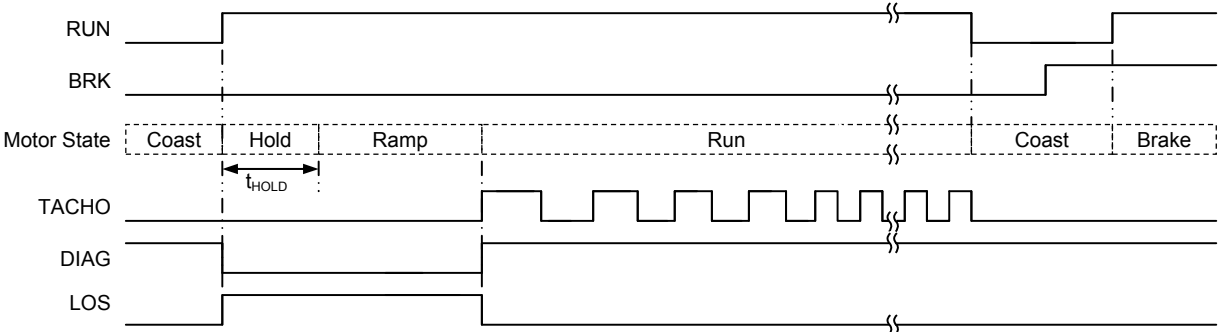 RUN
BRK
Motor State Coast Hold Ramp Run Coast Brake
tHOLD
TACHO
DIAG
LOS